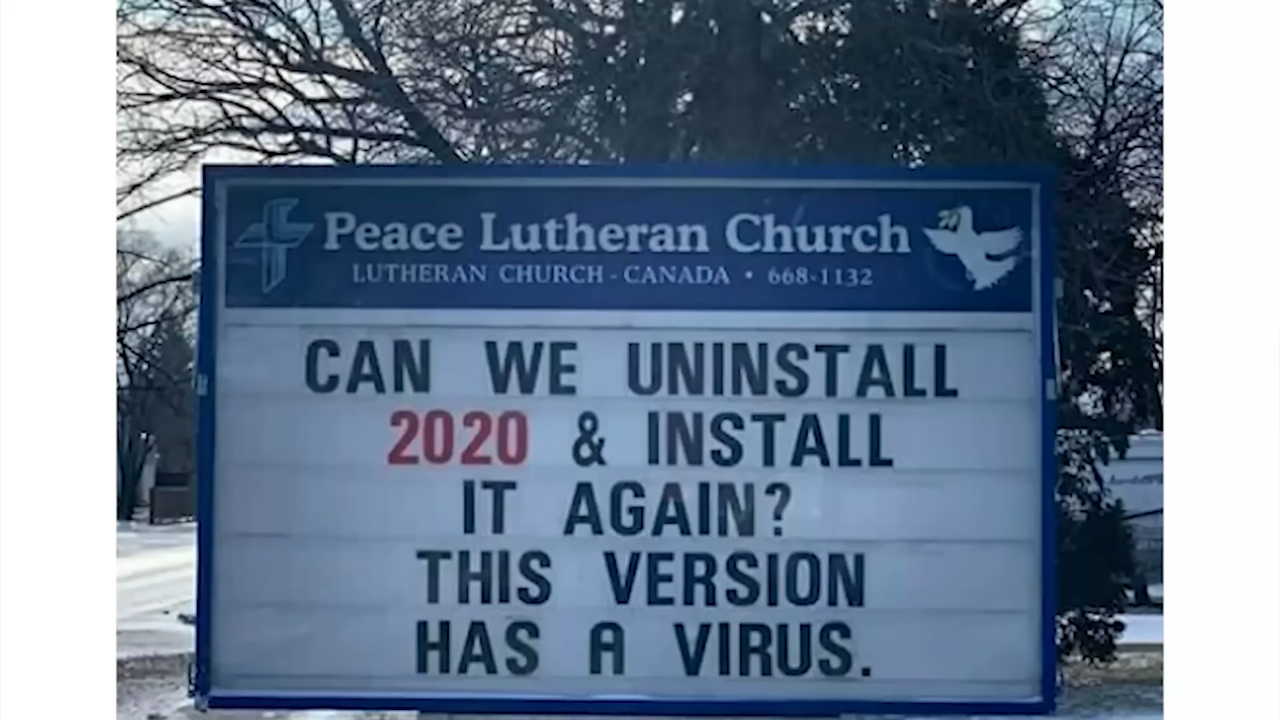 Peace Lutheran Church
LUTHERAN CHURCH - CANADA • 668-1132
CAN WE UNINSTALL
2020 & INSTALL
IT AGAIN?
THIS VERSION
HAS A VIRUS.